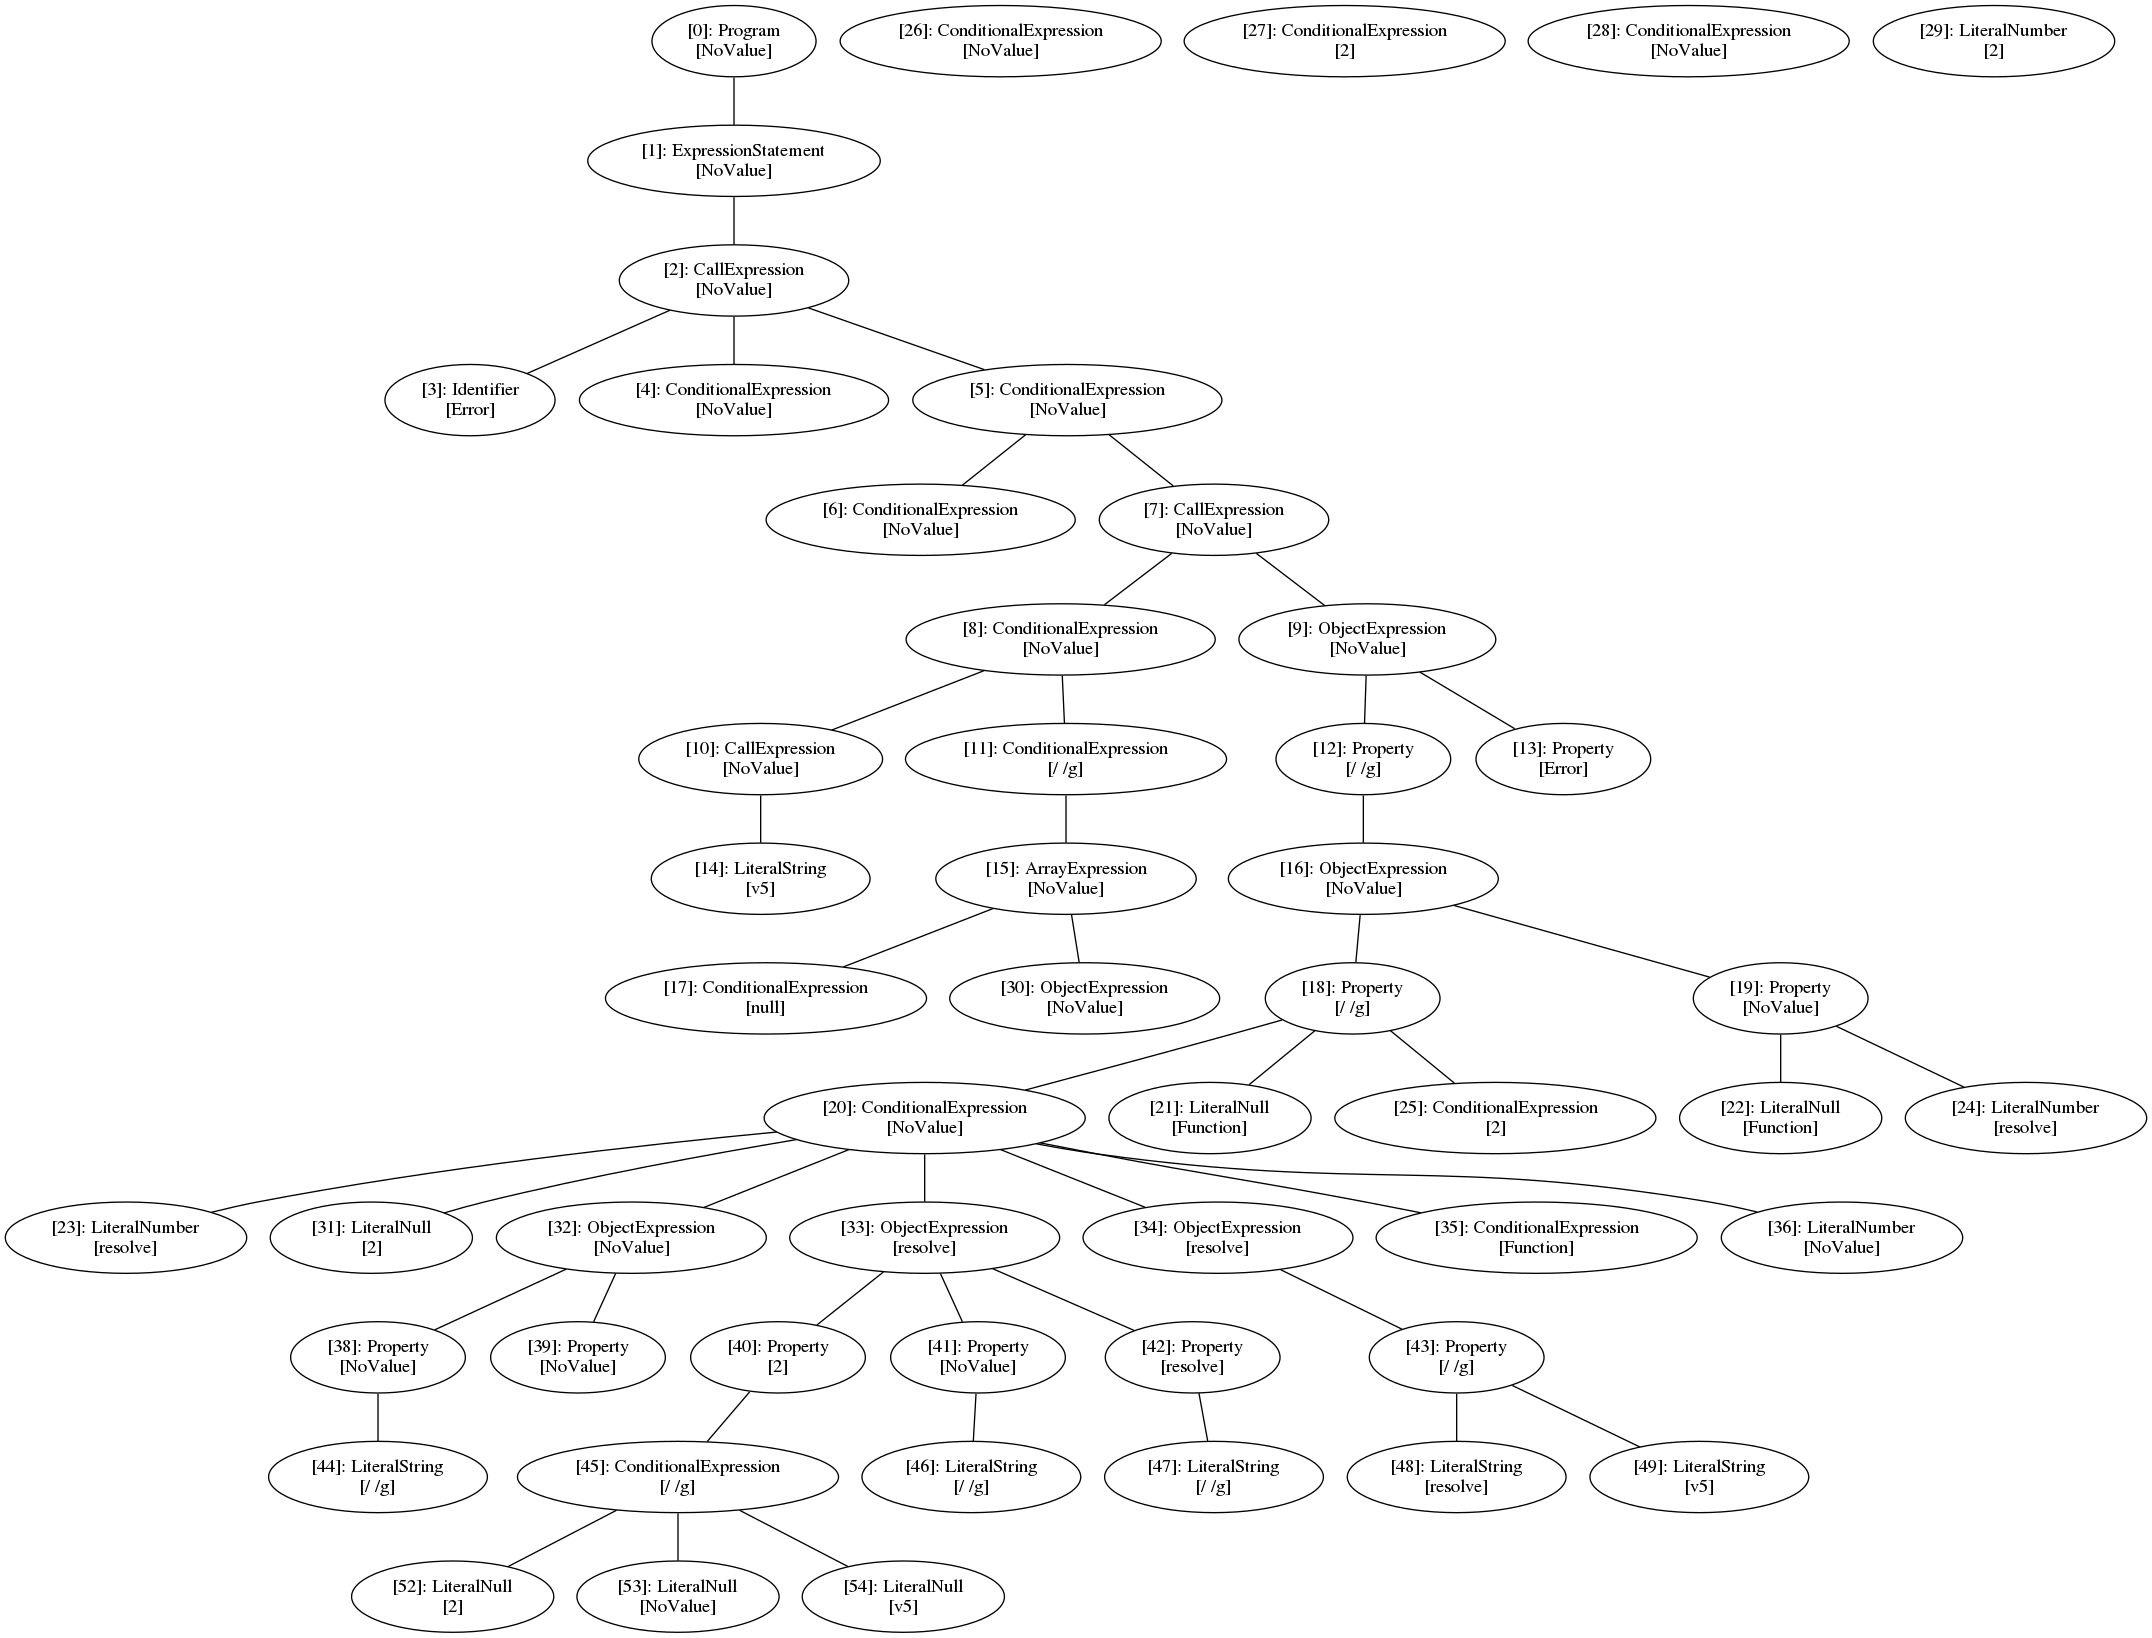 [0]: Program
[NoValue]
[26]: ConditionalExpression
[NoValue]
[27]: ConditionalExpression
[2]
[28]: ConditionalExpression
[NoValue]
[29]: LiteralNumber
[2]
[1]: ExpressionStatement
[NoValue]
[2]: CallExpression
[NoValue]
[3]: Identifier
[Error]
[4]: ConditionalExpression
[NoValue]
[5]: ConditionalExpression
[NoValue]
[6]: ConditionalExpression
[NoValue]
[7]: CallExpression
[NoValue]
[8]: ConditionalExpression
[NoValue]
[9]: ObjectExpression
[NoValue]
[10]: CallExpression
[NoValue]
[11]: ConditionalExpression
[/ /g]
[12]: Property
[/ /g]
[13]: Property
[Error]
[14]: LiteralString
[v5]
[15]: ArrayExpression
[NoValue]
[16]: ObjectExpression
[NoValue]
[17]: ConditionalExpression
[null]
[30]: ObjectExpression
[NoValue]
[18]: Property
[/ /g]
[19]: Property
[NoValue]
[20]: ConditionalExpression
[NoValue]
[21]: LiteralNull
[Function]
[25]: ConditionalExpression
[2]
[22]: LiteralNull
[Function]
[24]: LiteralNumber
[resolve]
[23]: LiteralNumber
[resolve]
[31]: LiteralNull
[2]
[32]: ObjectExpression
[NoValue]
[33]: ObjectExpression
[resolve]
[34]: ObjectExpression
[resolve]
[35]: ConditionalExpression
[Function]
[36]: LiteralNumber
[NoValue]
[38]: Property
[NoValue]
[39]: Property
[NoValue]
[40]: Property
[2]
[41]: Property
[NoValue]
[42]: Property
[resolve]
[43]: Property
[/ /g]
[44]: LiteralString
[/ /g]
[45]: ConditionalExpression
[/ /g]
[46]: LiteralString
[/ /g]
[47]: LiteralString
[/ /g]
[48]: LiteralString
[resolve]
[49]: LiteralString
[v5]
[52]: LiteralNull
[2]
[53]: LiteralNull
[NoValue]
[54]: LiteralNull
[v5]